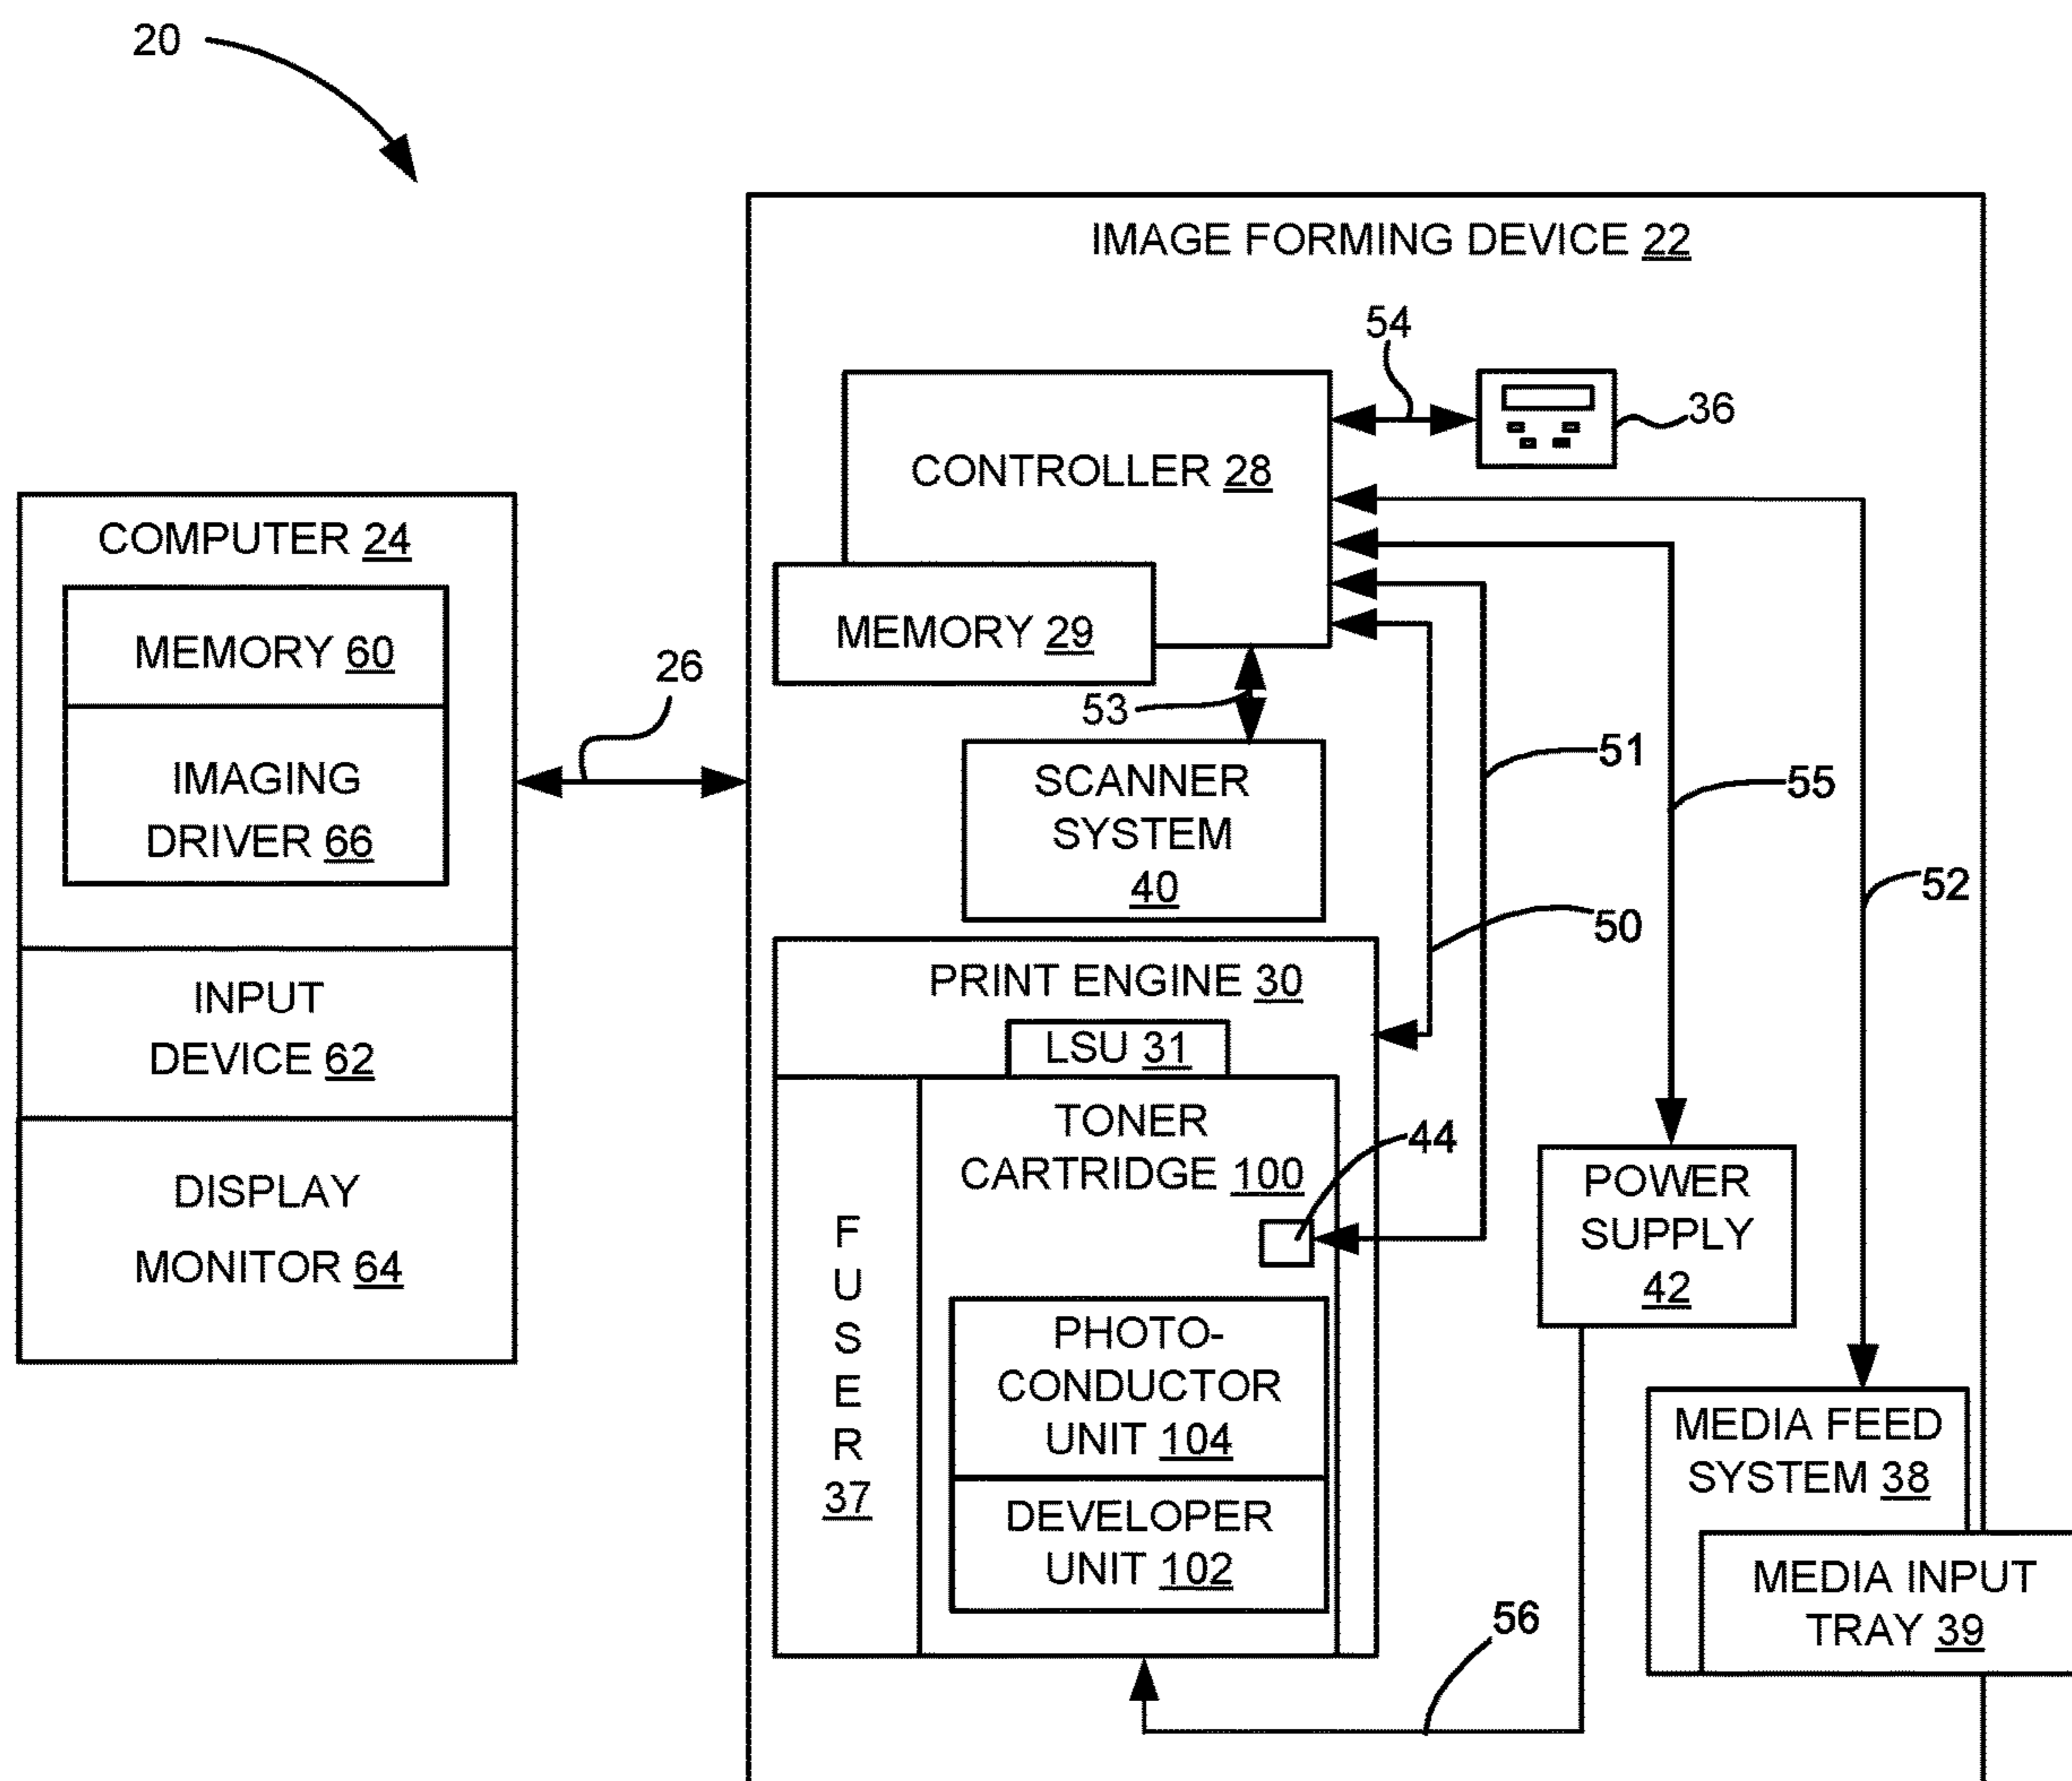 20
IMAGE FORMING DEVICE 22
54
36
CONTROLLER 28
MEMORY 29
53
COMPUTER 24
MEMORY 60
IMAGING
DRIVER 66
INPUT
DEVICE 62
DISPLAY
MONITOR 64
26
SCANNER
SYSTEM
40
51
55
52
50
PRINT ENGINE 30
LSU 31
TONER
CARTRIDGE 100
44
F
U
S
E
R
37
PHOTO-
CONDUCTOR
UNIT 104
DEVELOPER
UNIT 102
POWER
SUPPLY
42
MEDIA FEED
SYSTEM 38
MEDIA INPUT
TRAY 39
56